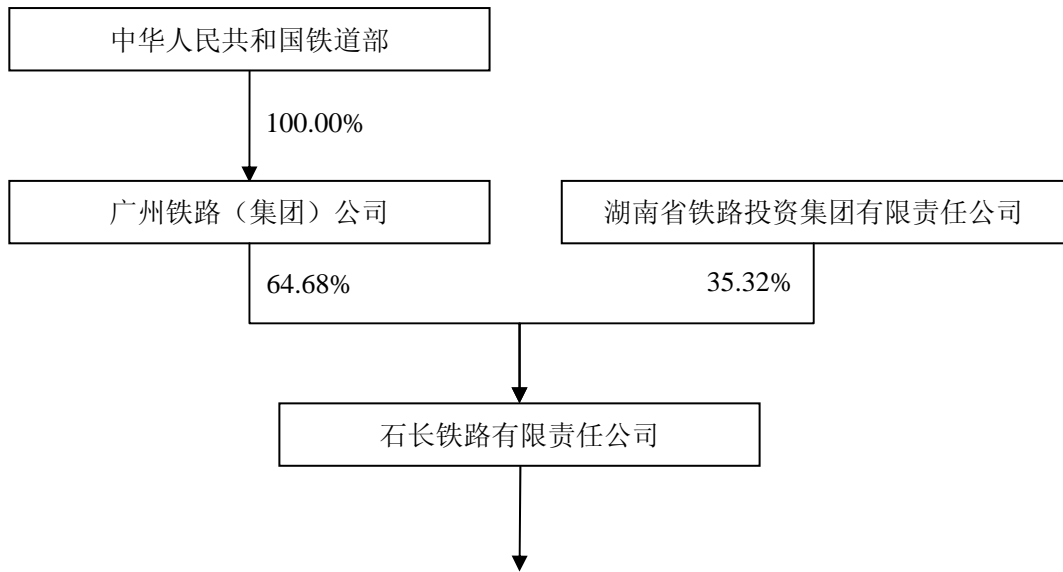 中华人民共和国铁道部
100.00%
广州铁路（集团）公司
湖南省铁路投资集团有限责任公司
64.68%
35.32%
石长铁路有限责任公司